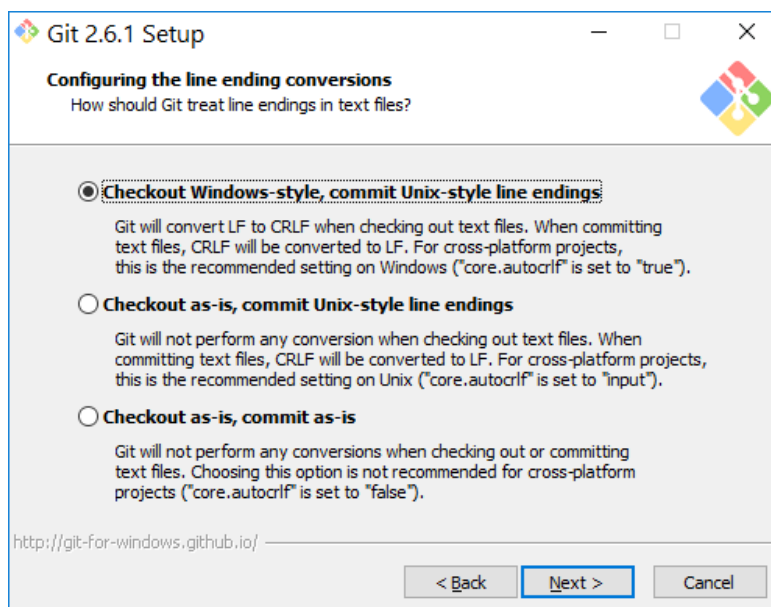 Git 2.6.1 Setup
Configuring the line ending conversions
How should Git treat line endings in text files?
Checkout Windows-style, commit Unix-style line endings
Git will convert LF to CRLF when checking out text files. When committing
text files, CRLF will be converted to LF. For cross-platform projects,
this is the recommended setting on Windows ("core.autocrlf" is set to "true").
Checkout as-is, commit Unix-style line endings
Git will not perform any conversion when checking out text files. When
committing text files, CRLF will be converted to LF. For cross-platform projects,
this is the recommended setting on Unix ("core.autocrlf" is set to "input").
Checkout as-is, commit as-is
Git will not perform any conversions when checking out or committing
text files. Choosing this option is not recommended for cross-platform
projects ("core.autocrlf" is set to "false").
http://git-for-windows.github.io/
< Back Next > Cancel